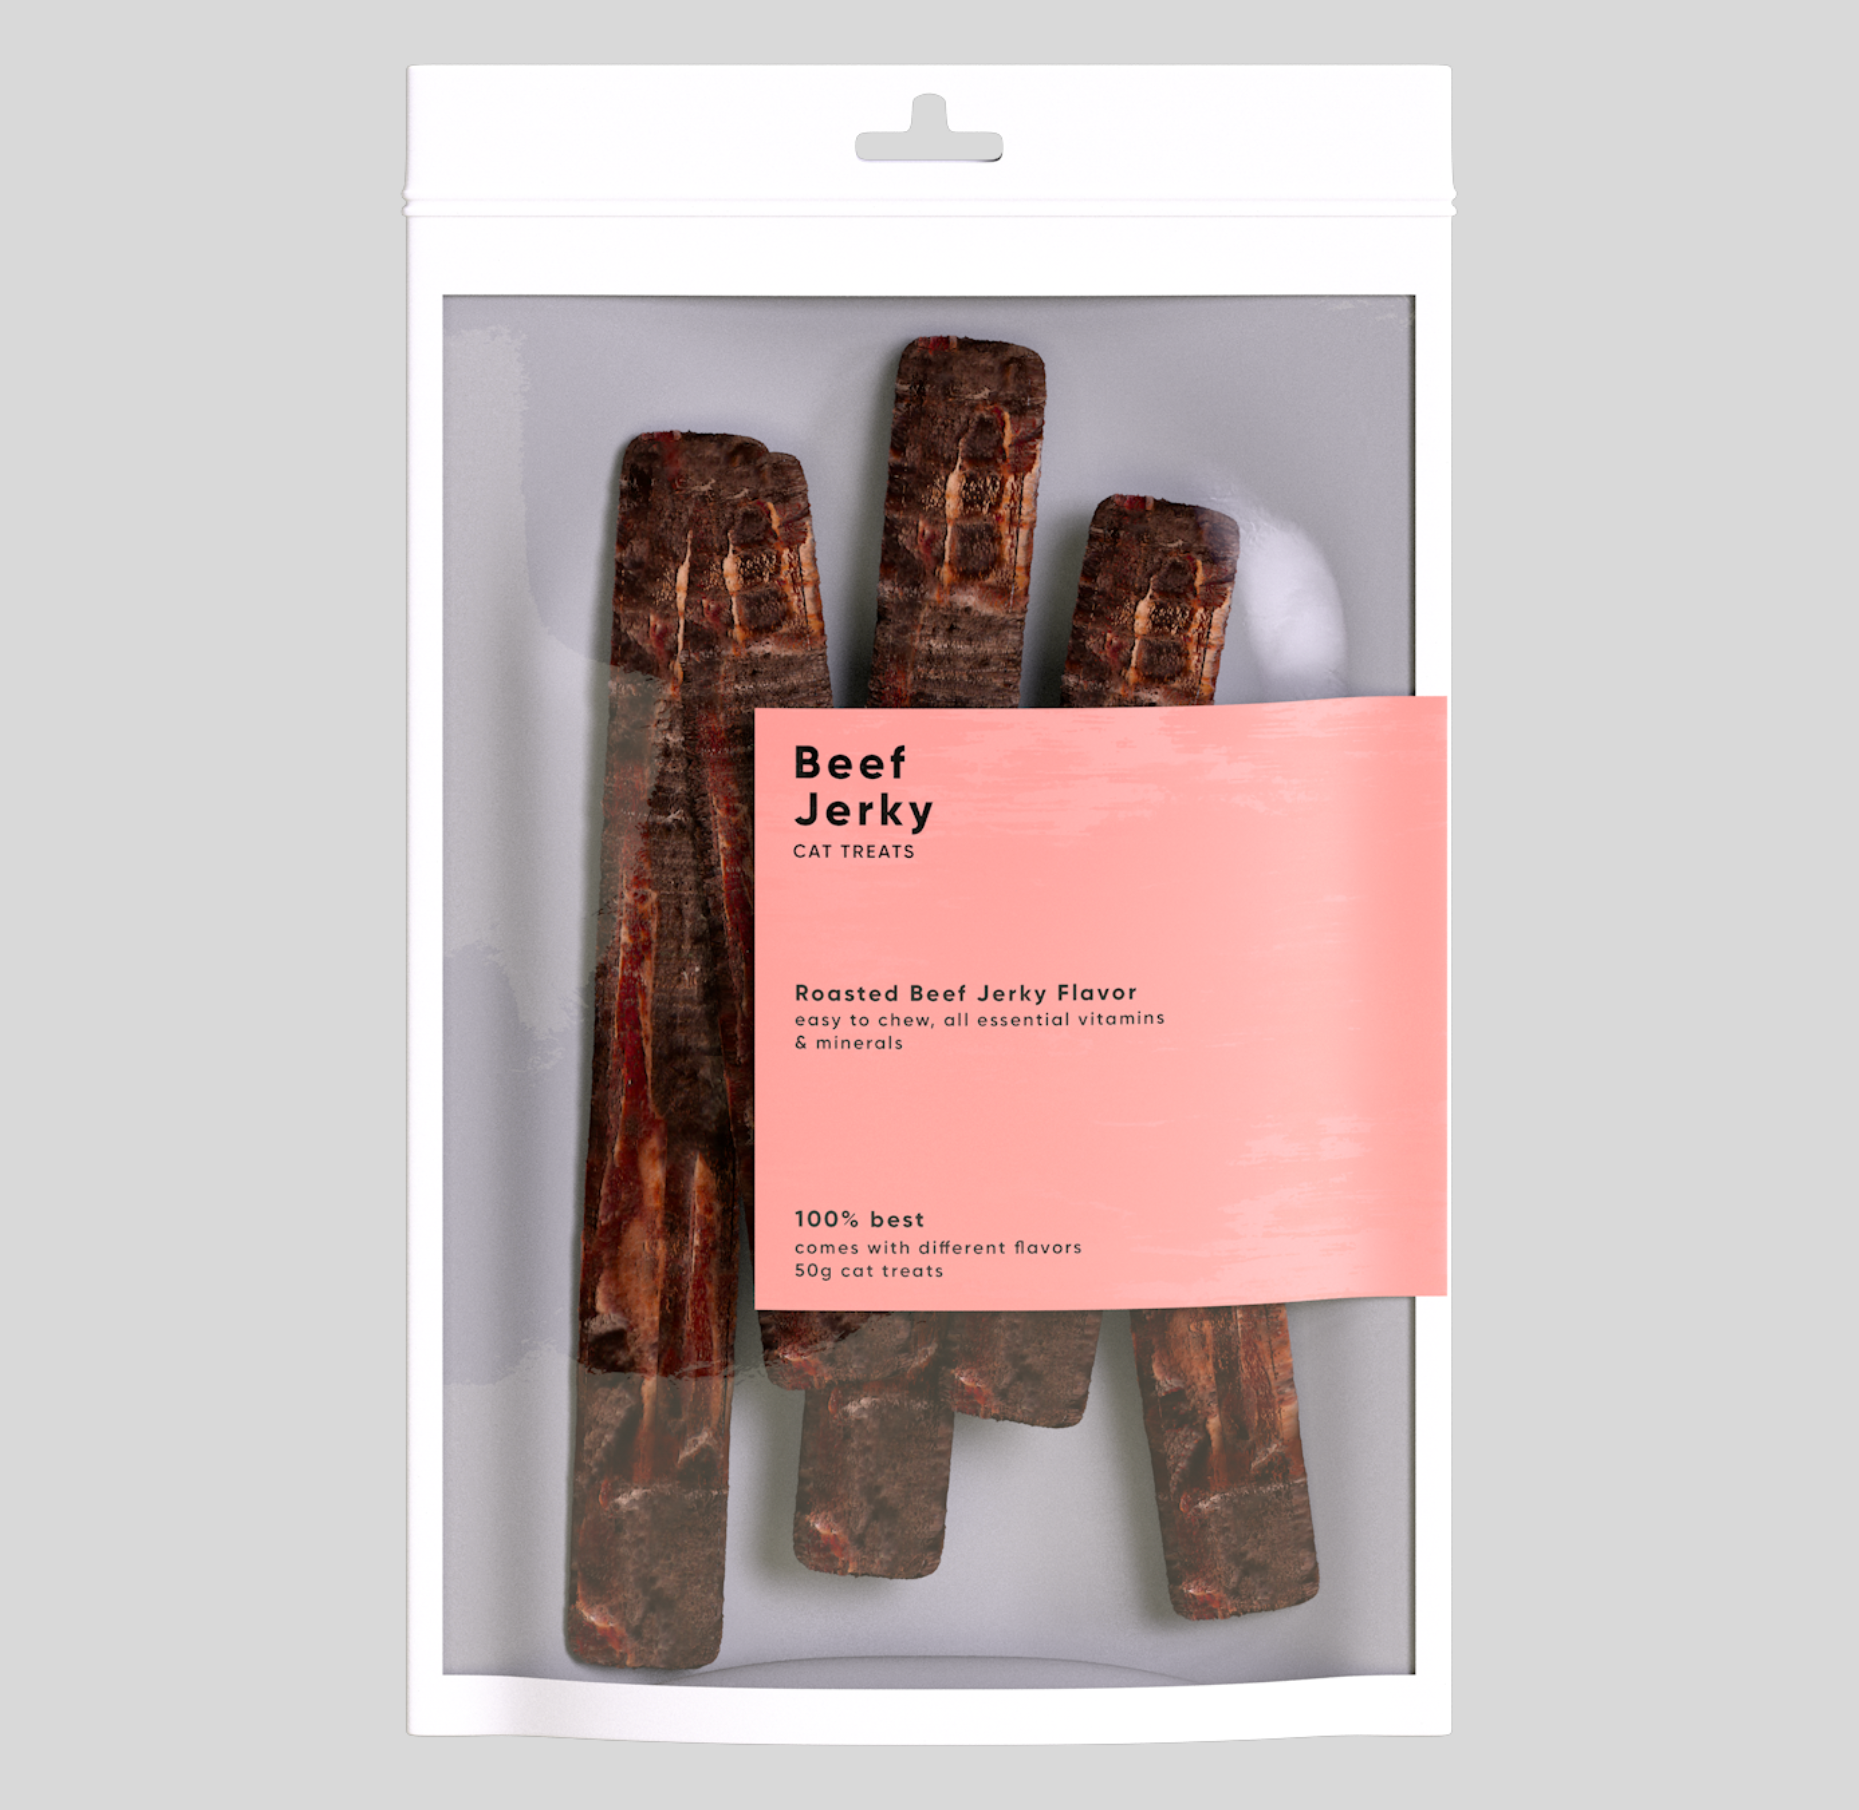 Beef
Jerky
CAT TREATS
Roasted Beef Jerky Flavor
easy to chew, all essential vitamins
& minerals
100% best
comes with different flavors
50g cat treats